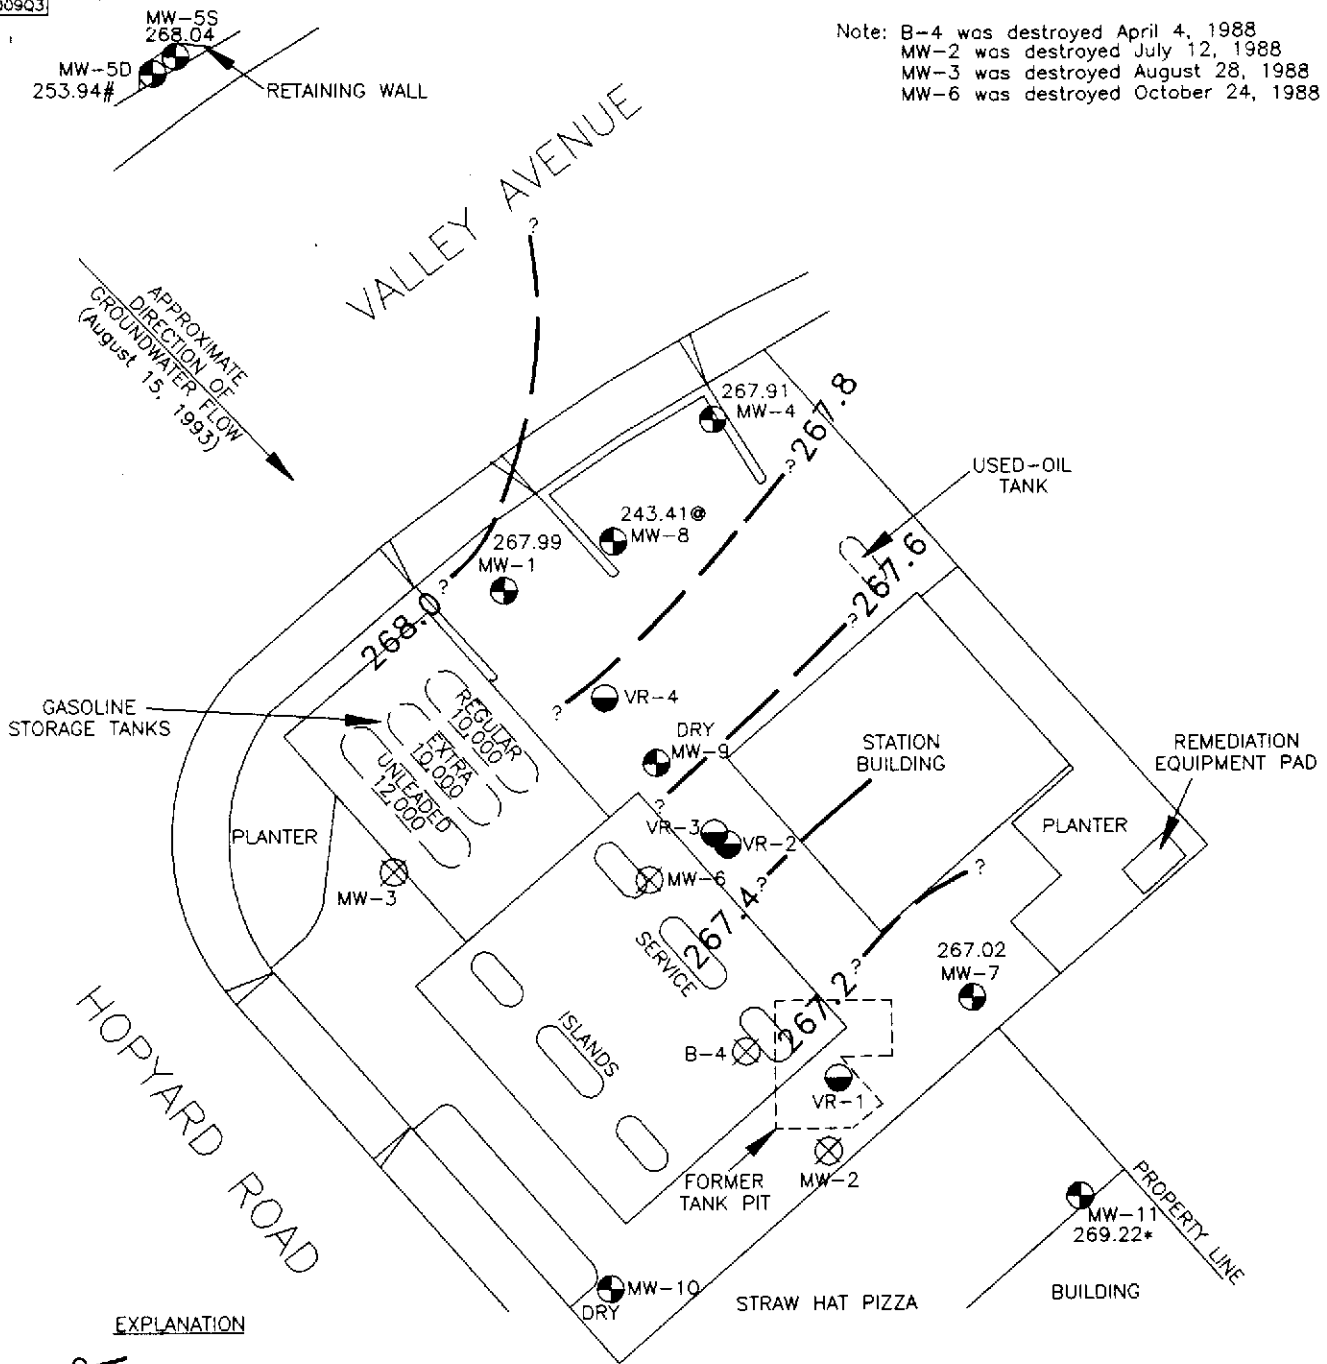 009Q3
MW-5S
268.04
MW-5D
253.94#
RETAINING WALL
Note: B-4 was destroyed April 4, 1988
MW-2 was destroyed July 12, 1988
MW-3 was destroyed August 28, 1988
MW-6 was destroyed October 24, 1988
VALLEY AVENUE
?
APPROXIMATE
DIRECTION OF
GROUNDWATER FLOW
(August 15, 1993)
267.91
MW-4
?
267.8
USED-OIL
TANK
243.41@
MW-8
267.99
MW-1
?
268.0
?
267.6
GASOLINE
STORAGE TANKS
REGULAR
10,000
EXTRA
10,000
UNLEADED
12,000
?
VR-4
DRY
MW-9
STATION
BUILDING
REMEDIATION
EQUIPMENT PAD
?
VR-3
VR-2
PLANTER
PLANTER
MW-3
MW-6
?
267.4
?
SERVICE
ISLANDS
267.02
MW-7
?
267.2
B-4
VR-1
HOPYARD ROAD
FORMER
TANK PIT
MW-2
PROPERTY LINE
MW-11
269.22*
MW-10
DRY
STRAW HAT PIZZA
BUILDING
EXPLANATION